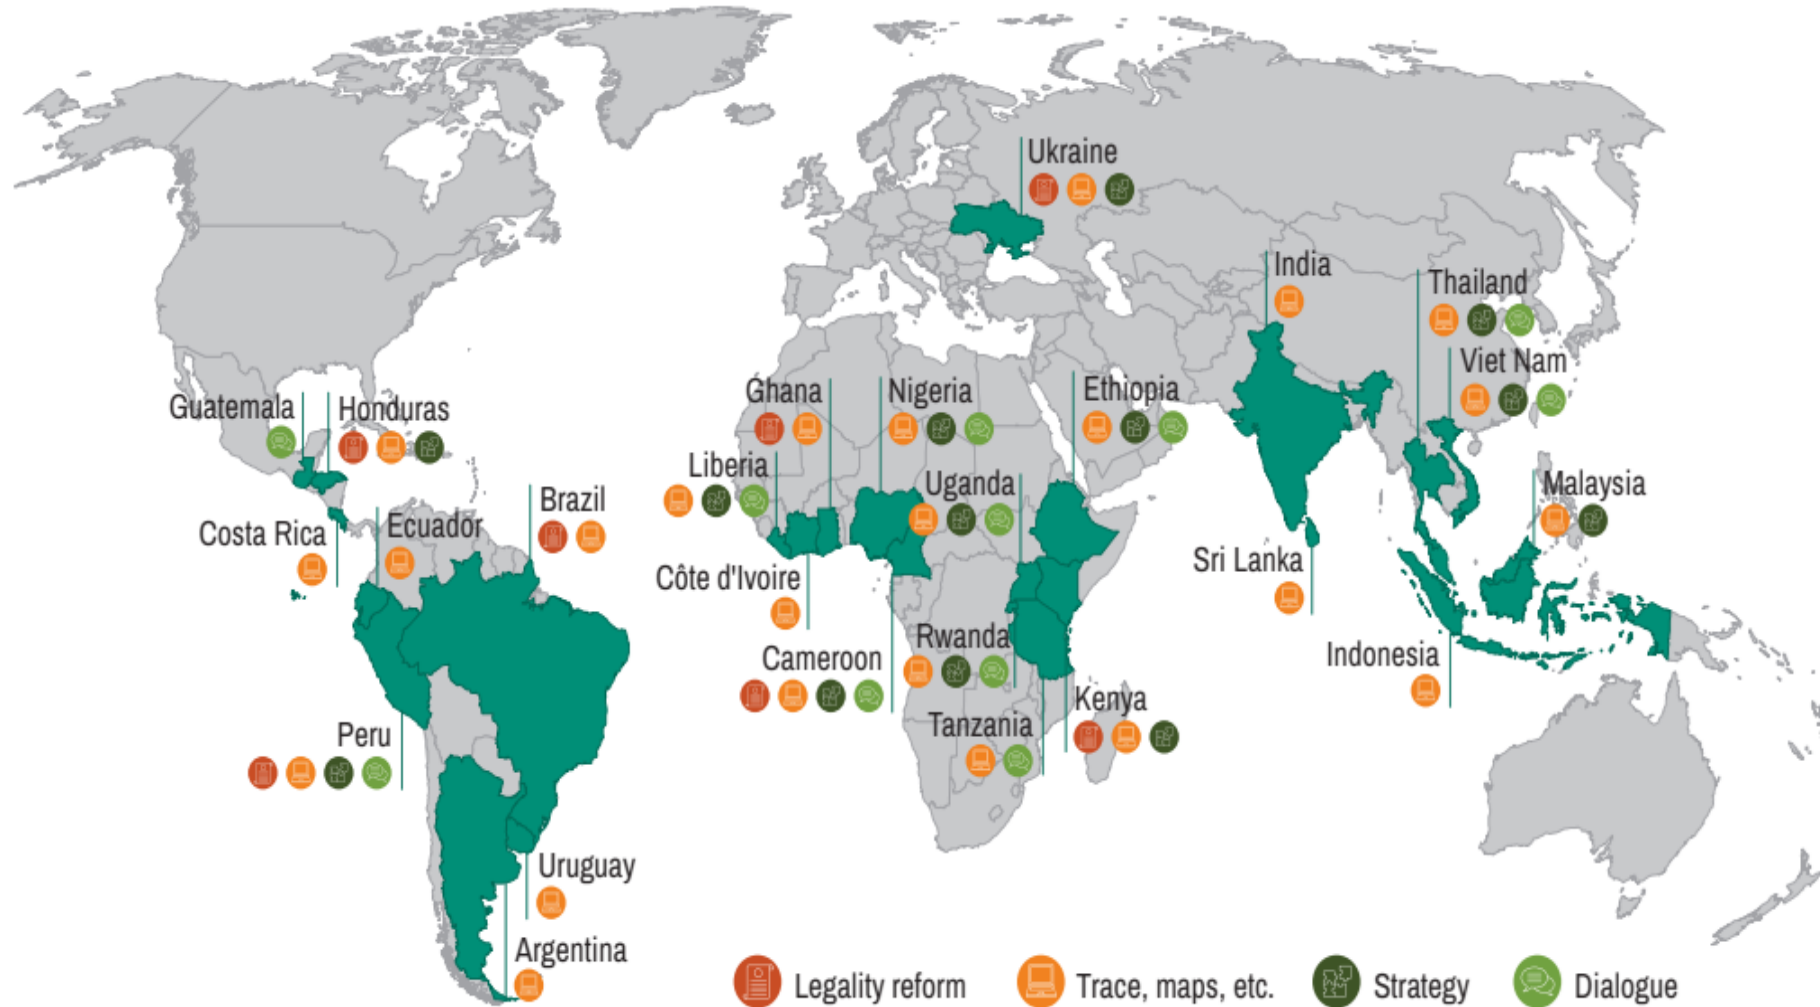 Ukraine
India
Thailand
Viet Nam
Guatemala
Honduras
Ghana
Nigeria
Ethiopia
Liberia
Uganda
Malaysia
Brazil
Costa Rica
Ecuador
Sri Lanka
Côte d'Ivoire
Rwanda
Indonesia
Cameroon
Kenya
Peru
Tanzania
Uruguay
Argentina
Legality reform
Trace, maps, etc.
Strategy
Dialogue